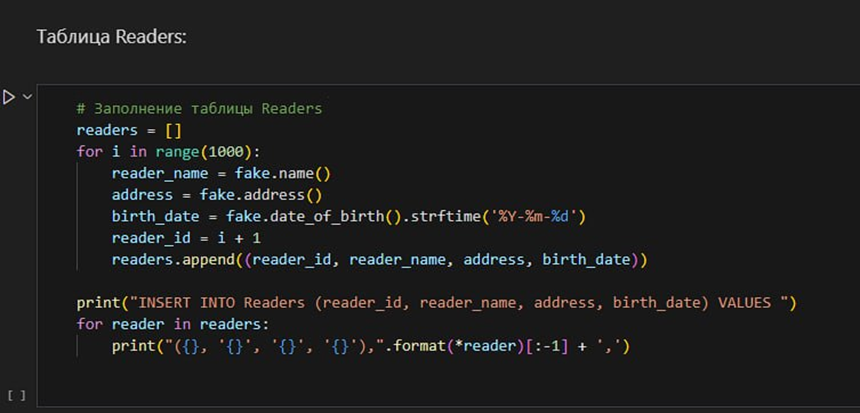 Таблица Readers:
# Заполнение таблицы Readers
readers = []
for i in range(1000):
    reader_name = fake.name()
    address = fake.address()
    birth_date = fake.date_of_birth().strftime('%Y-%m-%d')
    reader_id = i + 1
    readers.append((reader_id, reader_name, address, birth_date))
print("INSERT INTO Readers (reader_id, reader_name, address, birth_date) VALUES ")
for reader in readers:
    print("({}, '{}', '{}', '{}'),".format(*reader)[:-1] + ',')
[ ]